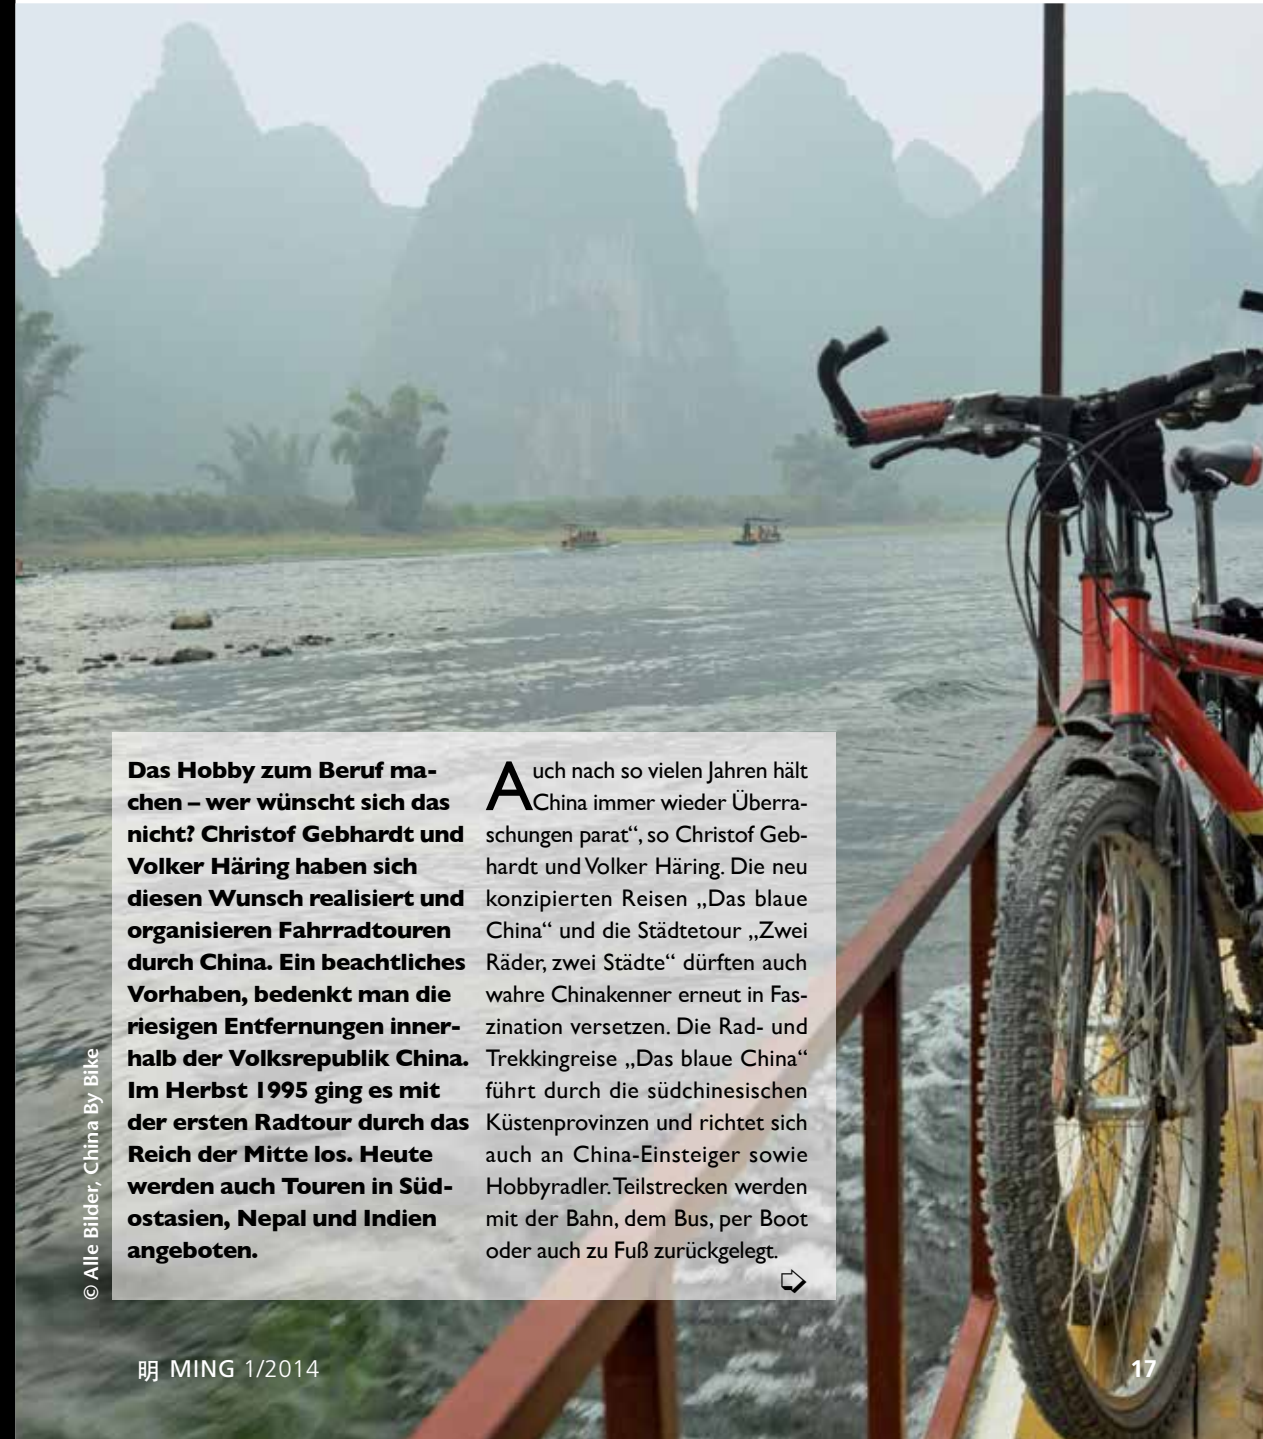 Das Hobby zum Beruf ma-
chen – wer wünscht sich das
nicht? Christof Gebhardt und
Volker Häring haben sich
diesen Wunsch realisiert und
organisieren Fahrradtouren
durch China. Ein beachtliches
Vorhaben, bedenkt man die
riesigen Entfernungen inner-
halb der Volksrepublik China.
Im Herbst 1995 ging es mit
der ersten Radtour durch das
Reich der Mitte los. Heute
werden auch Touren in Süd-
ostasien, Nepal und Indien
angeboten.
Auch nach so vielen Jahren hält
China immer wieder Überra-
schungen parat“, so Christof Geb-
hardt und Volker Häring. Die neu
konzipierten Reisen „Das blaue
China“ und die Städtetour „Zwei
Räder, zwei Städte“ dürften auch
wahre Chinakenner erneut in Fas-
zination versetzen. Die Rad- und
Trekkingreise „Das blaue China“
führt durch die südchinesischen
Küstenprovinzen und richtet sich
auch an China-Einsteiger sowie
Hobbyradler. Teilstrecken werden
mit der Bahn, dem Bus, per Boot
oder auch zu Fuß zurückgelegt.
© Alle Bilder, China By Bike
明 MING 1/2014
17